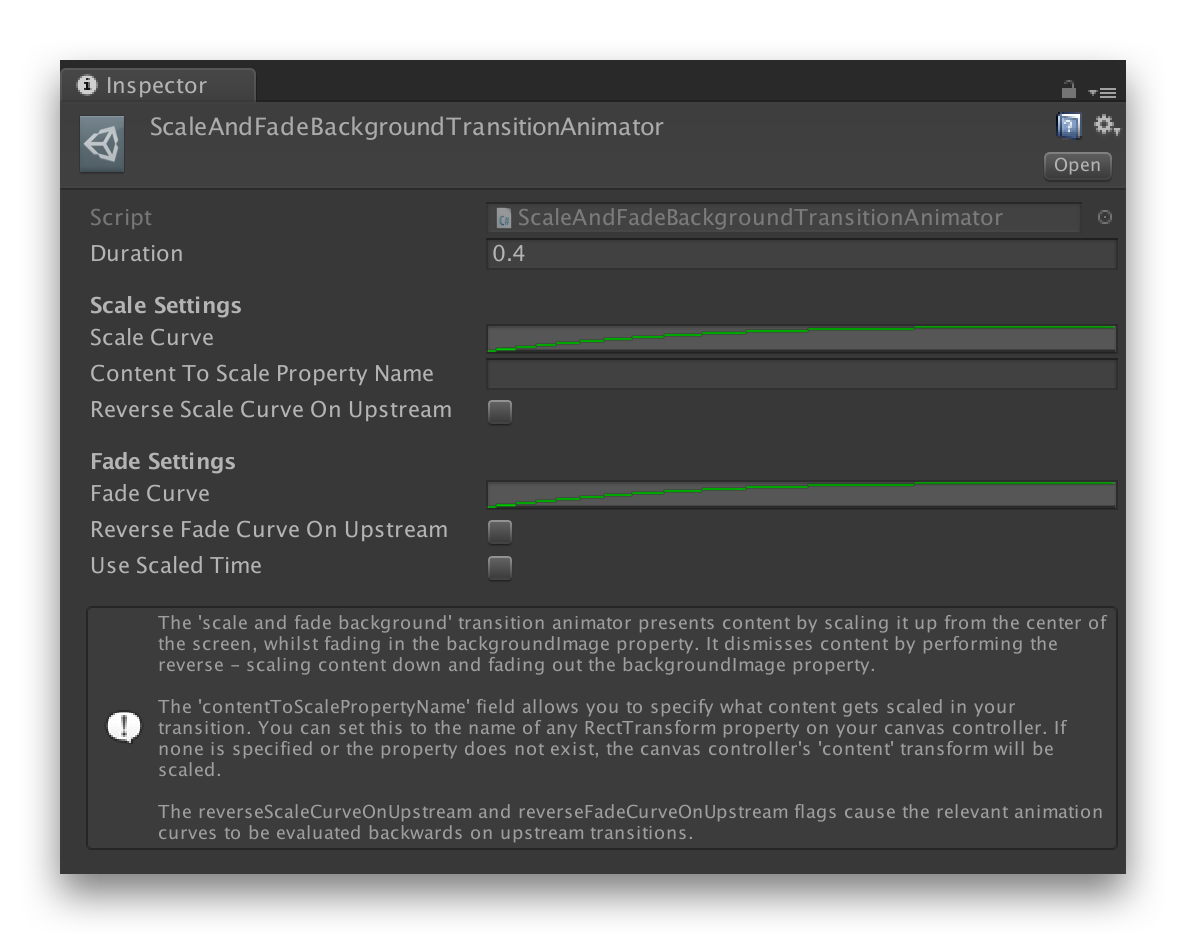 Inspector
ScaleAndFadeBackgroundTransitionAnimator
Open
Script ScaleAndFadeBackgroundTransitionAnimator
Duration 0.4
Scale Settings
Scale Curve
Content To Scale Property Name
Reverse Scale Curve On Upstream
Fade Settings
Fade Curve
Reverse Fade Curve On Upstream
Use Scaled Time
The 'scale and fade background' transition animator presents content by scaling it up from the center of
the screen, whilst fading in the backgroundImage property. It dismisses content by performing the
reverse – scaling content down and fading out the backgroundImage property.
The 'contentToScalePropertyName' field allows you to specify what content gets scaled in your
transition. You can set this to the name of any RectTransform property on your canvas controller. If
none is specified or the property does not exist, the canvas controller's 'content' transform will be
scaled.
The reverseScaleCurveOnUpstream and reverseFadeCurveOnUpstream flags cause the relevant animation
curves to be evaluated backwards on upstream transitions.